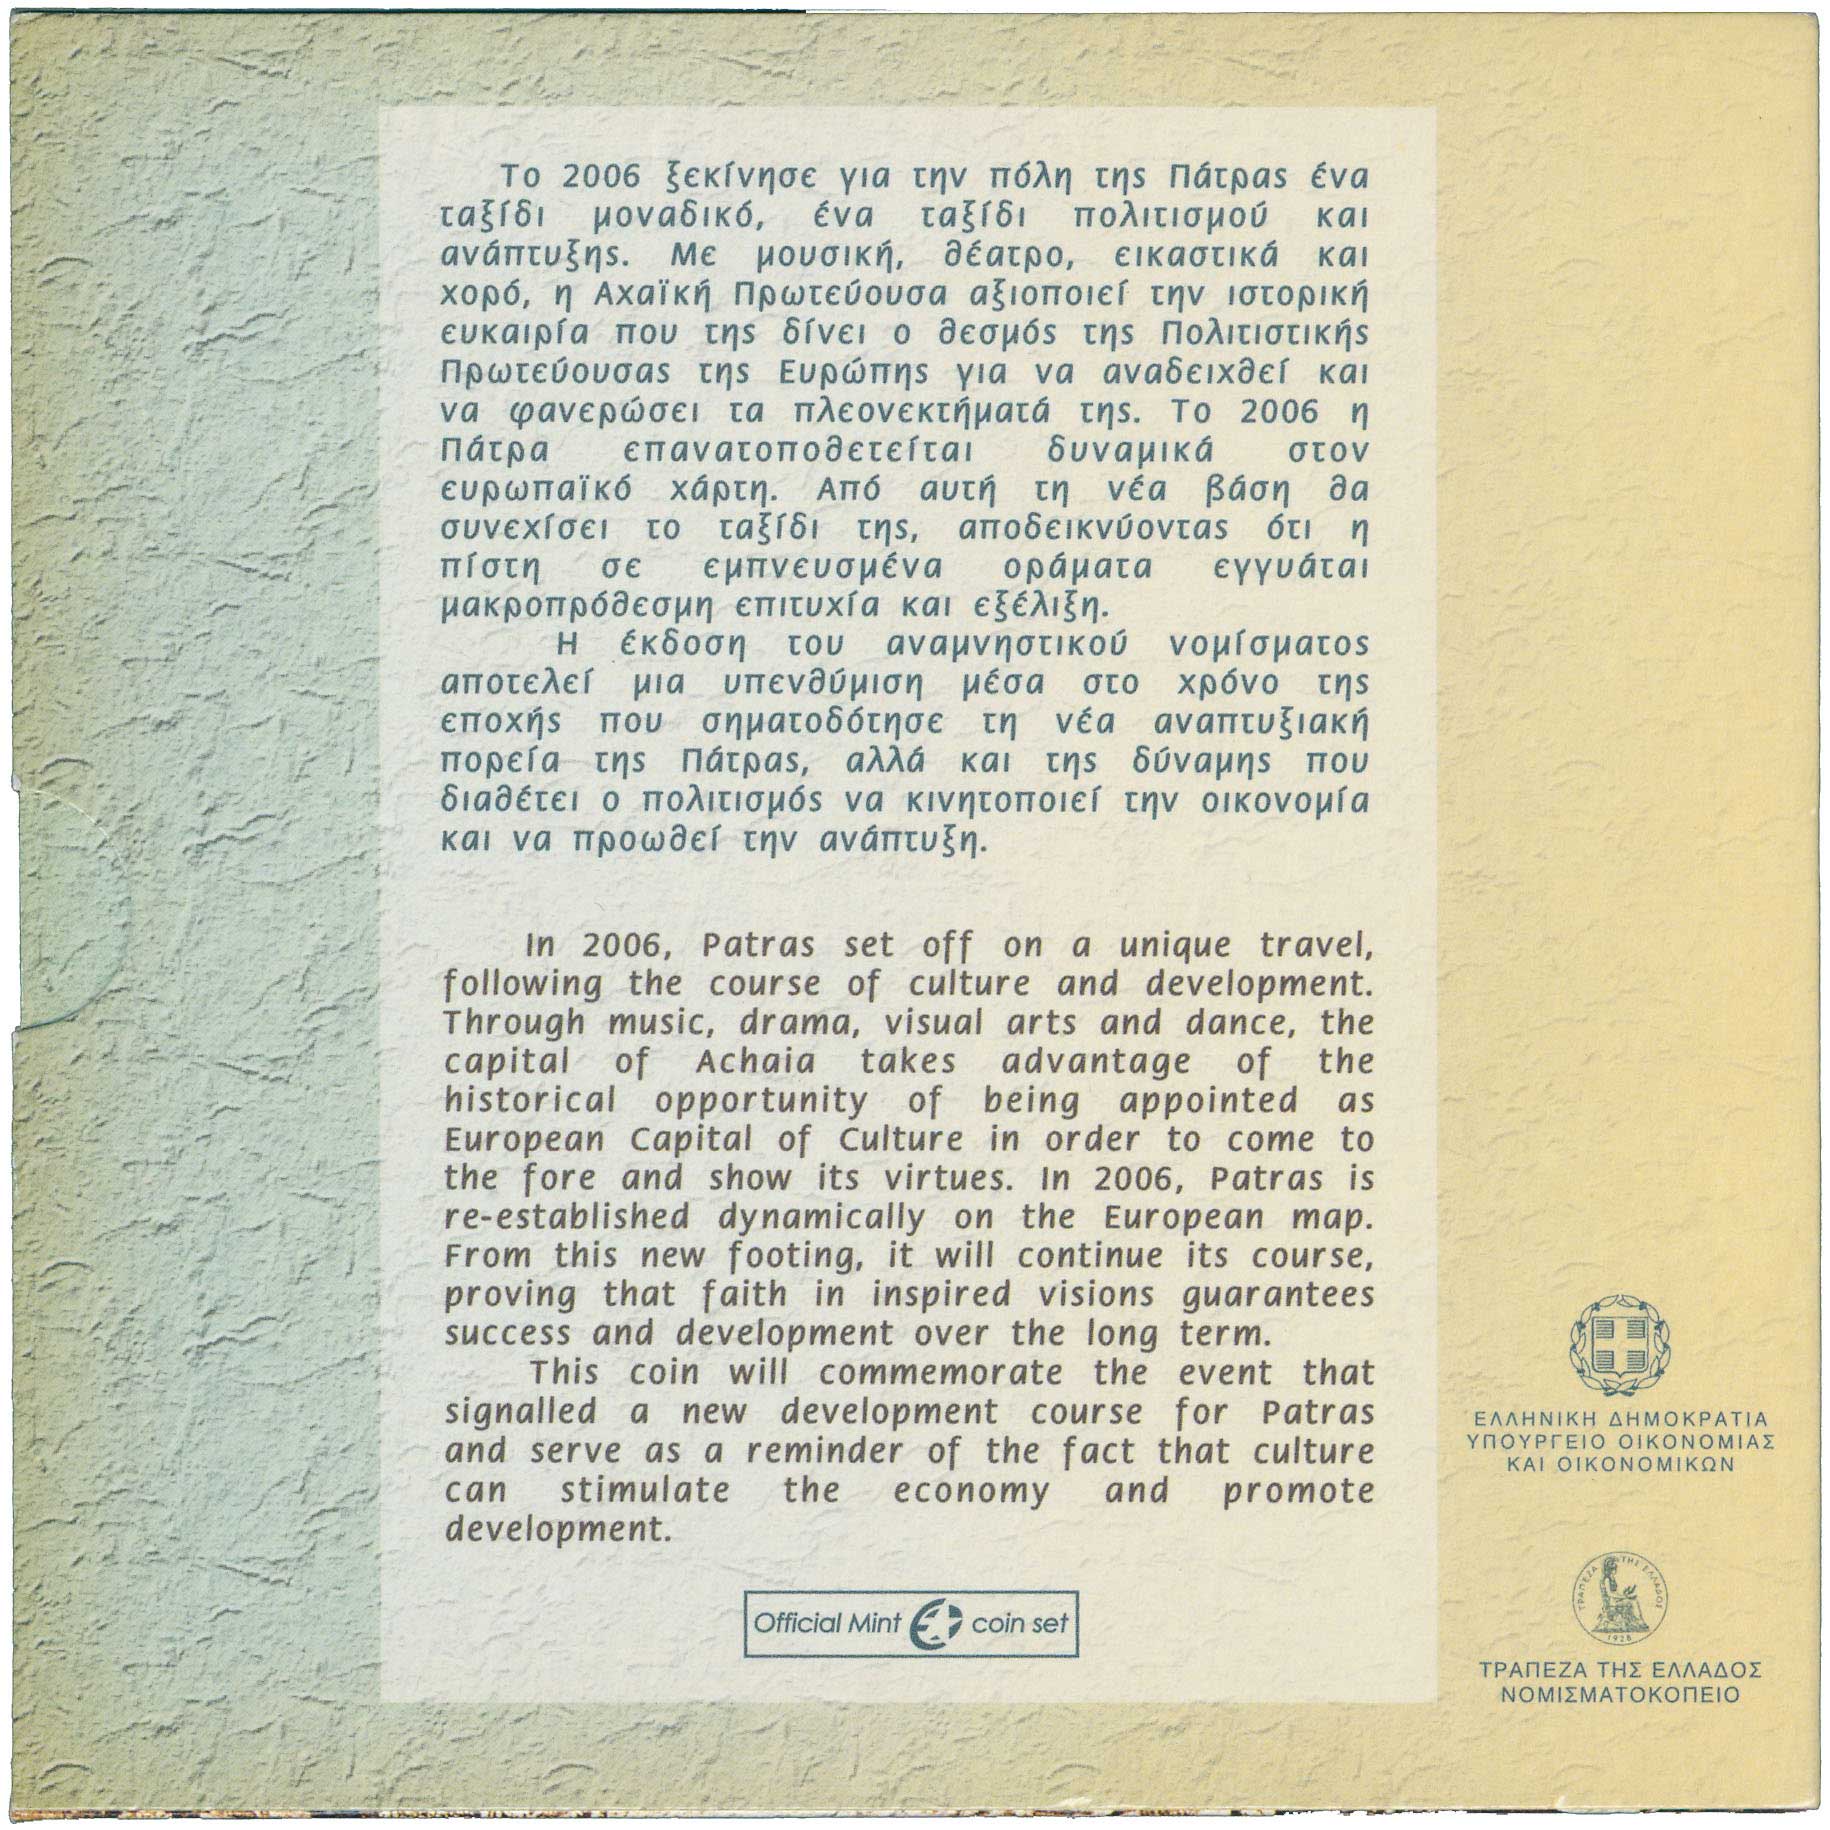 Το 2006 ξεκίνησε για την πόλη της Πάτρας ένα
ταξίδι μοναδικό, ένα ταξίδι πολιτισμού και
ανάπτυξης. Με μουσική, θέατρο, εικαστικά και
χορό, η Αχαϊκή Πρωτεύουσα αξιοποιεί την ιστορική
ευκαιρία που της δίνει ο θεσμός της Πολιτιστικής
Πρωτεύουσας της Ευρώπης για να αναδειχθεί και
να φανερώσει τα πλεονεκτήματά της. Το 2006 η
Πάτρα επανατοποθετείται δυναμικά στον
ευρωπαϊκό χάρτη. Από αυτή τη νέα βάση θα
συνεχίσει το ταξίδι της, αποδεικνύοντας ότι η
πίστη σε εμπνευσμένα οράματα εγγυάται
μακροπρόθεσμη επιτυχία και εξέλιξη.
Η έκδοση του αναμνηστικού νομίσματος
αποτελεί μια υπενθύμιση μέσα στο χρόνο της
εποχής που σηματοδότησε τη νέα αναπτυξιακή
πορεία της Πάτρας, αλλά και της δύναμης που
διαθέτει ο πολιτισμός να κινητοποιεί την οικονομία
και να προωθεί την ανάπτυξη.
In 2006, Patras set off on a unique travel,
following the course of culture and development.
Through music, drama, visual arts and dance, the
capital of Achaia takes advantage of the
historical opportunity of being appointed as
European Capital of Culture in order to come to
the fore and show its virtues. In 2006, Patras is
re-established dynamically on the European map.
From this new footing, it will continue its course,
proving that faith in inspired visions guarantees
success and development over the long term.
This coin will commemorate the event that
signalled a new development course for Patras
and serve as a reminder of the fact that culture
can stimulate the economy and promote
development.
Official Mint coin set
ΕΛΛΗΝΙΚΗ ΔΗΜΟΚΡΑΤΙΑ
ΥΠΟΥΡΓΕΙΟ ΟΙΚΟΝΟΜΙΑΣ
ΚΑΙ ΟΙΚΟΝΟΜΙΚΩΝ
ΤΡΑΠΕΖΑ ΤΗΣ ΕΛΛΑΔΟΣ
1928
ΤΡΑΠΕΖΑ ΤΗΣ ΕΛΛΑΔΟΣ
ΝΟΜΙΣΜΑΤΟΚΟΠΕΙΟ